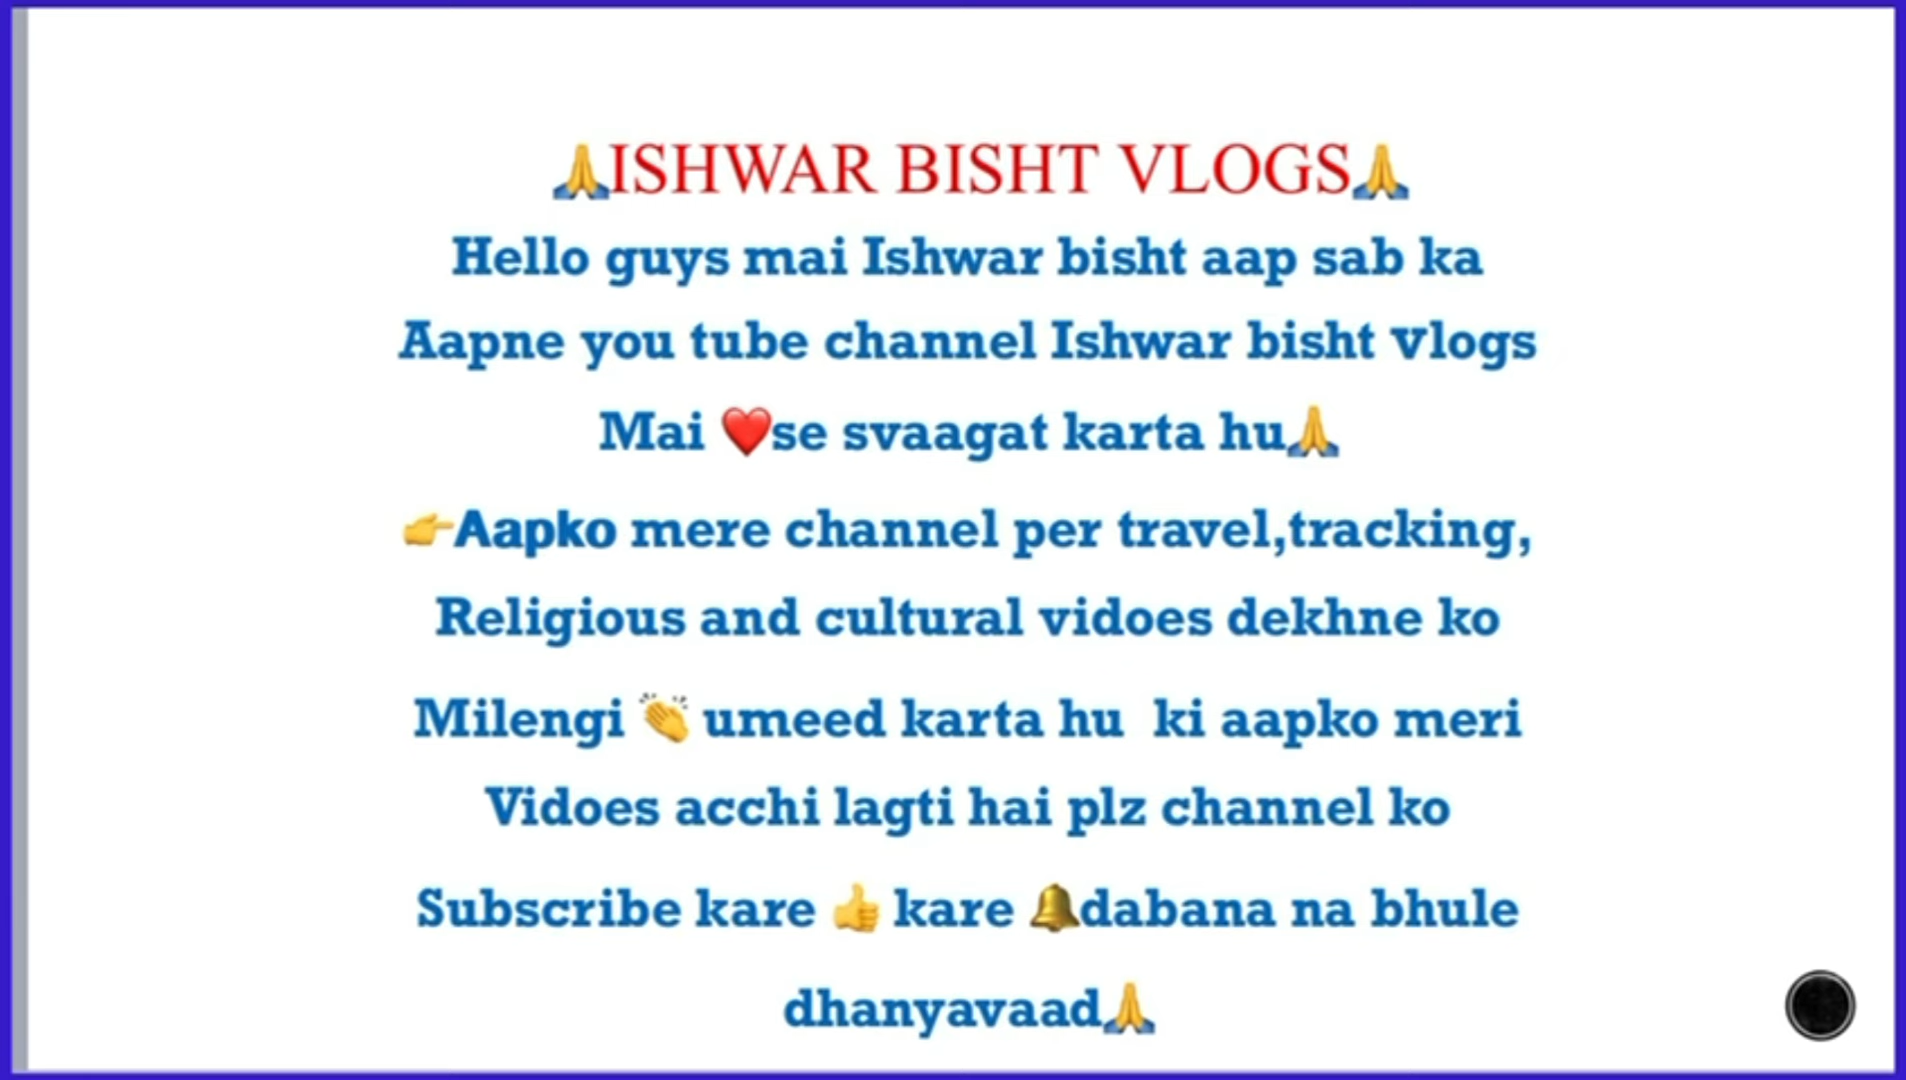 🙏ISHWAR BISHT VLOGS🙏
Hello guys mai Ishwar bisht aap sab ka
Aapne you tube channel Ishwar bisht vlogs
Mai ❤️se svaagat karta hu🙏
👉Aapko mere channel per travel,tracking,
Religious and cultural vidoes dekhne ko
Milengi 👏 umeed karta hu  ki aapko meri
Vidoes acchi lagti hai plz channel ko
Subscribe kare 👍 kare 🔔dabana na bhule
dhanyavaad🙏